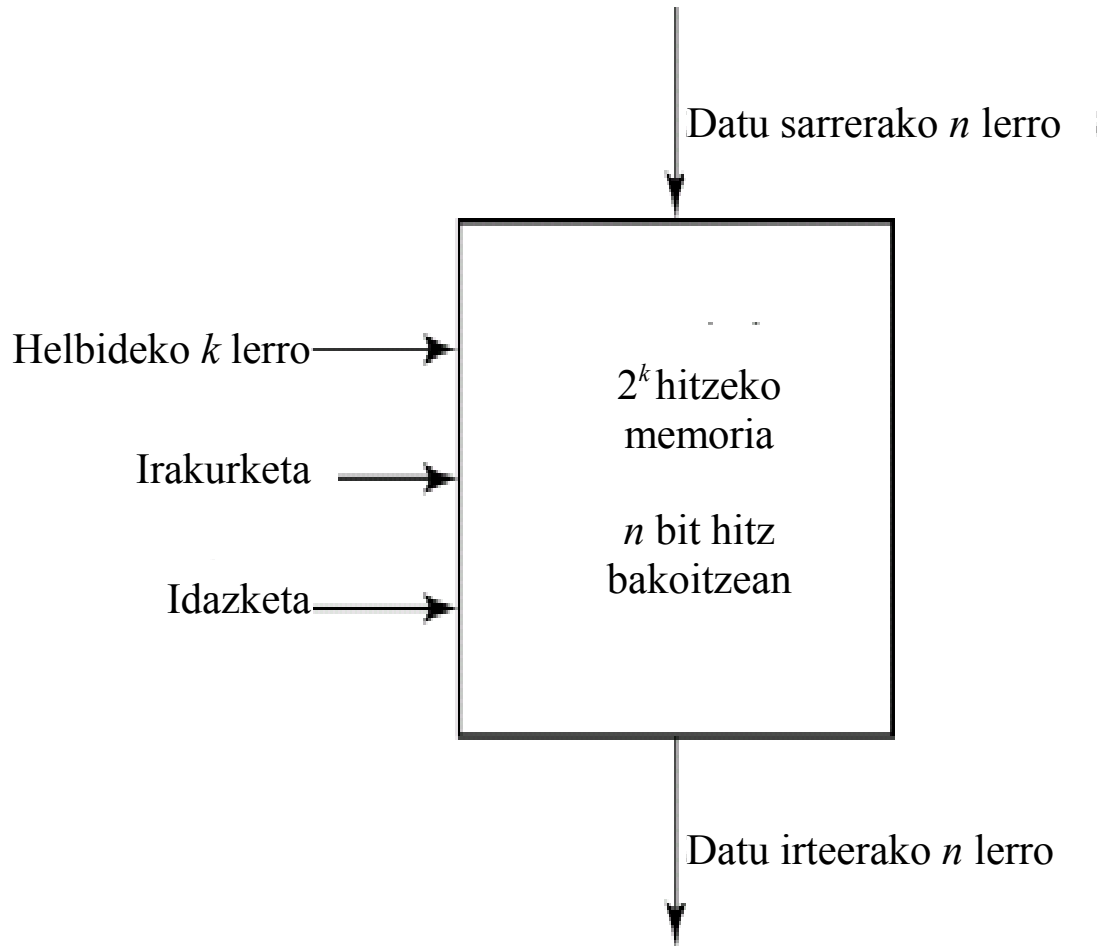 Datu sarrerako n lerro
Helbideko k lerro
2ᵏ hitzeko
memoria
Irakurketa
n bit hitz
bakoitzean
Idazketa
Datu irteerako n lerro